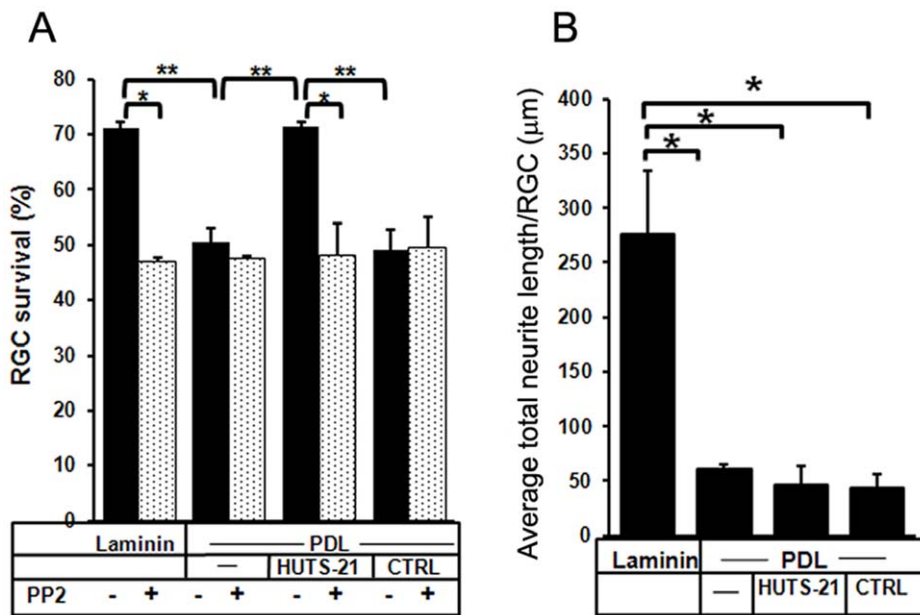 A
RGC survival (%)
80
70
60
50
40
30
20
10
0
** ** **
* *
Laminin PDL
— HUTS-21 CTRL
PP2 - + - + - + - +
B
Average total neurite length/RGC (µm)
400
350
300
250
200
150
100
50
0
*
*
*
Laminin — PDL —
— HUTS-21 CTRL